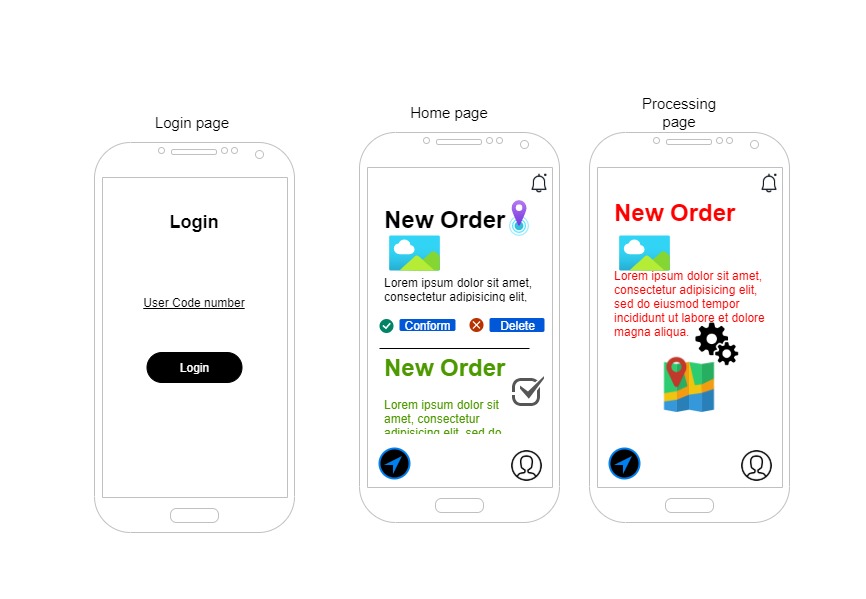 Login page
Login
User Code number
Login
Home page
New Order
Lorem ipsum dolor sit amet,
consectetur adipisicing elit,
Conform
Delete
New Order
Lorem ipsum dolor sit
amet, consectetur
adipisicing elit, sed do
Processing
page
New Order
Lorem ipsum dolor sit amet,
consectetur adipisicing elit,
sed do eiusmod tempor
incididunt ut labore et dolore
magna aliqua.